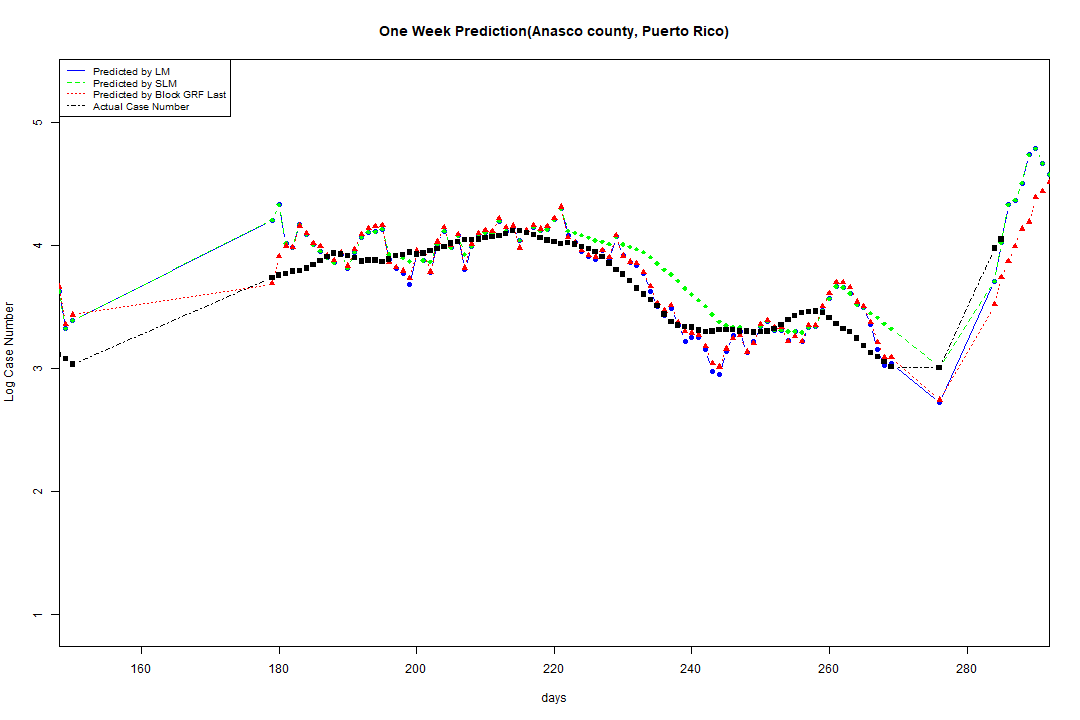 One Week Prediction(Anasco county, Puerto Rico)
Predicted by LM
Predicted by SLM
Predicted by Block GRF Last
Actual Case Number
5
4
3
2
1
Log Case Number
160 180 200 220 240 260 280
days